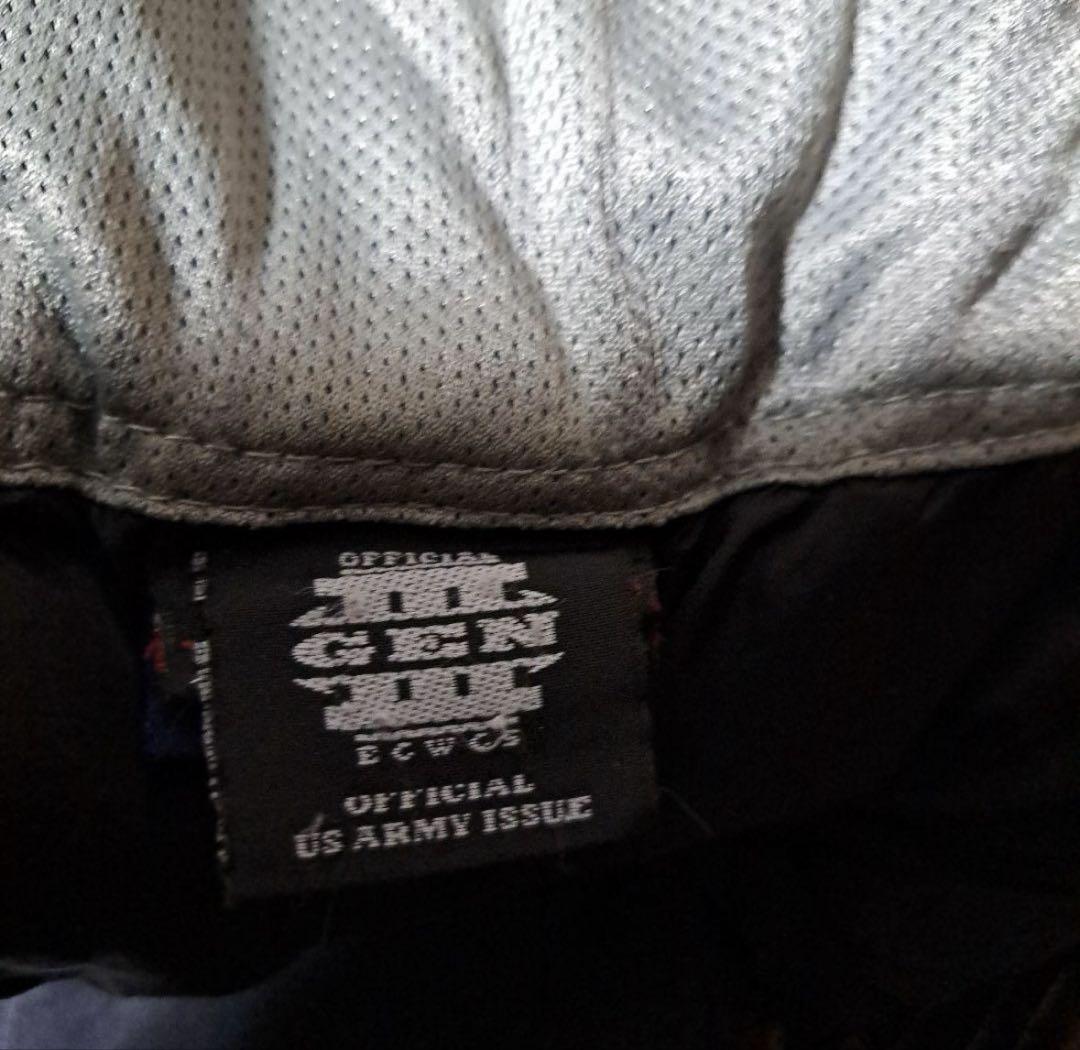 OFFICIAL
III
GEN
III
ECWCS
OFFICIAL
US ARMY ISSUE